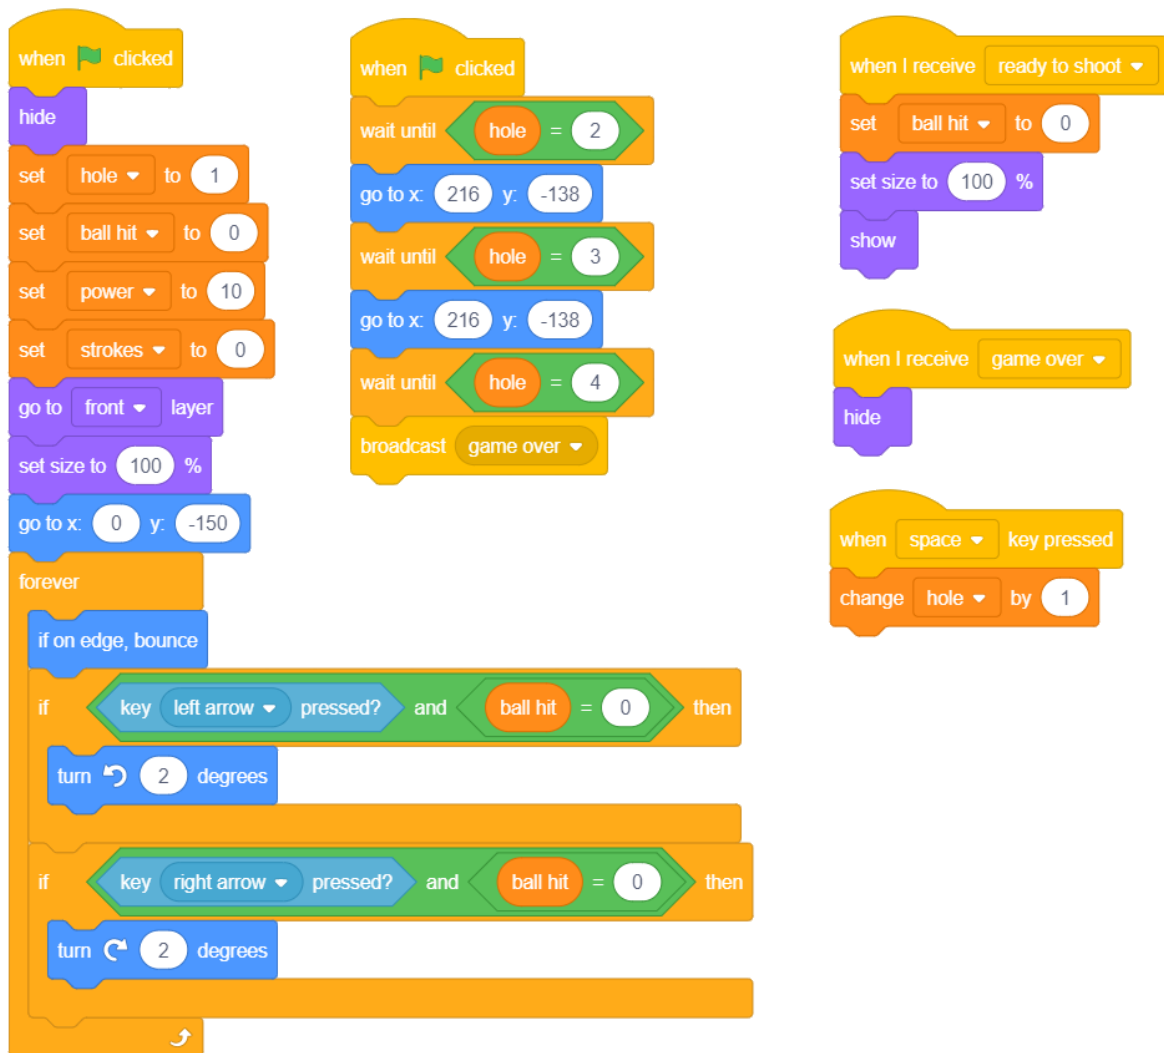 when clicked
hide
set hole to 1
set ball hit to 0
set power to 10
set strokes to 0
go to front layer
set size to 100 %
go to x: 0 y: -150
forever
if on edge, bounce
if key left arrow pressed? and ball hit = 0 then
turn 2 degrees
if key right arrow pressed? and ball hit = 0 then
turn 2 degrees
when clicked
wait until hole = 2
go to x: 216 y: -138
wait until hole = 3
go to x: 216 y: -138
wait until hole = 4
broadcast game over
when I receive ready to shoot
set ball hit to 0
set size to 100 %
show
when I receive game over
hide
when space key pressed
change hole by 1